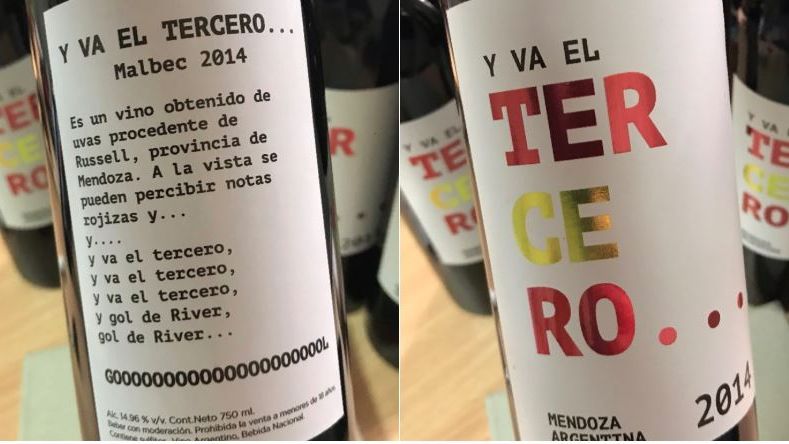 Y VA EL TERCERO...
Malbec 2014
Es un vino obtenido de
uvas procedente de
Russell, provincia de
Mendoza. A la vista se
pueden percibir notas
rojizas y...
y....
y va el tercero,
y va el tercero,
y va el tercero,
y gol de River,
gol de River...
GOOOOOOOOOOOOOOOOOOOOL
Alc. 14.96 % v/v. Cont.Neto 750 ml.
Beber con moderación. Prohibida la venta a menores de 18 años.
Contiene sulfitos. Vino Argentino, Bebida Nacional.
Y VA EL
TER
CE
RO...
2014
MENDOZA
ARGENTINA